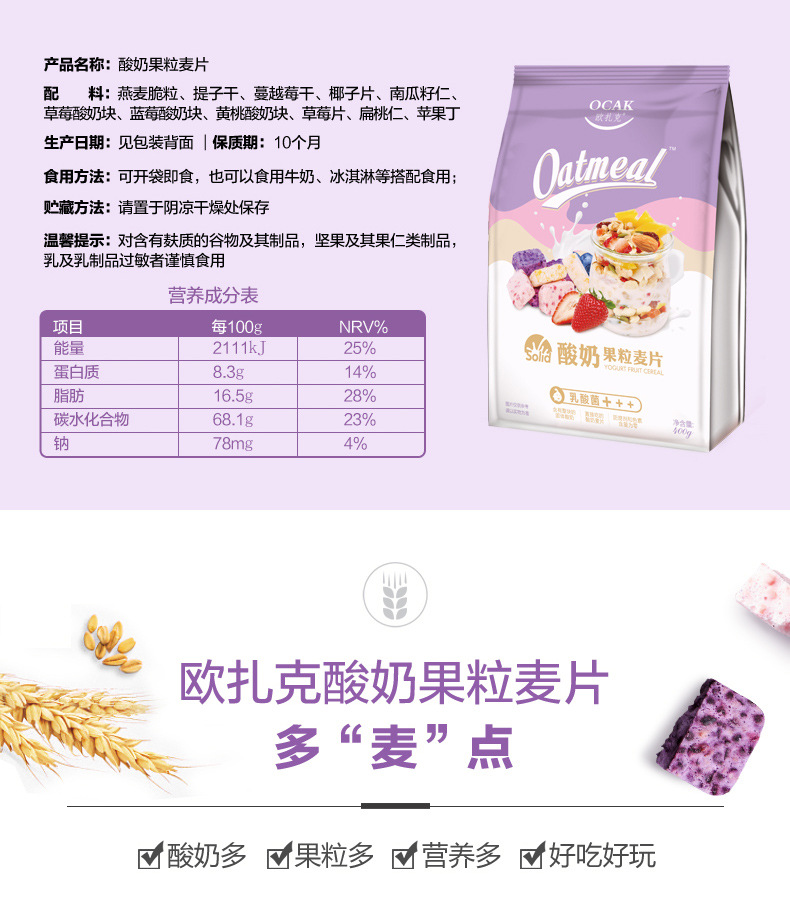 产品名称：酸奶果粒麦片
配　　料：燕麦脆粒、提子干、蔓越莓干、椰子片、南瓜籽仁、
草莓酸奶块、蓝莓酸奶块、黄桃酸奶块、草莓片、扁桃仁、苹果丁
生产日期：见包装背面 ｜保质期：10个月
食用方法：可开袋即食，也可以食用牛奶、冰淇淋等搭配食用；
贮藏方法：请置于阴凉干燥处保存
温馨提示：对含有麸质的谷物及其制品，坚果及其果仁类制品，
乳及乳制品过敏者谨慎食用
营养成分表
项目 每100g NRV%
能量 2111kJ 25%
蛋白质 8.3g 14%
脂肪 16.5g 28%
碳水化合物 68.1g 23%
钠 78mg 4%
OCAK
欧扎克®
Oatmeal™
Solid 酸奶果粒麦片
YOGURT FRUIT CEREAL
乳酸菌+++
净含量:
400g
欧扎克酸奶果粒麦片
多“麦”点
酸奶多 果粒多 营养多 好吃好玩